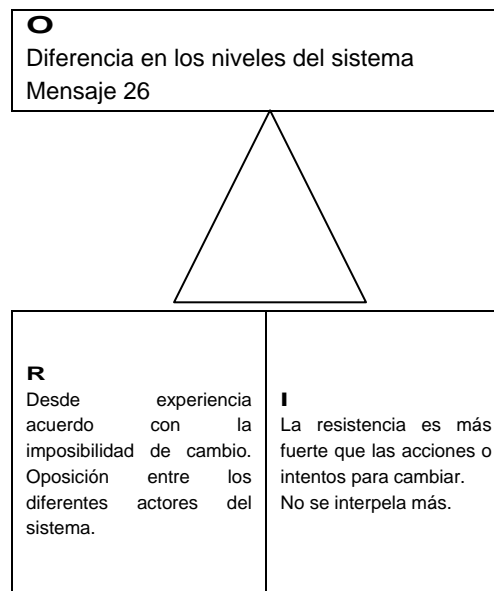 O
Diferencia en los niveles del sistema
Mensaje 26
R
Desde experiencia
acuerdo con la
imposibilidad de cambio.
Oposición entre los
diferentes actores del
sistema.
I
La resistencia es más
fuerte que las acciones o
intentos para cambiar.
No se interpela más.